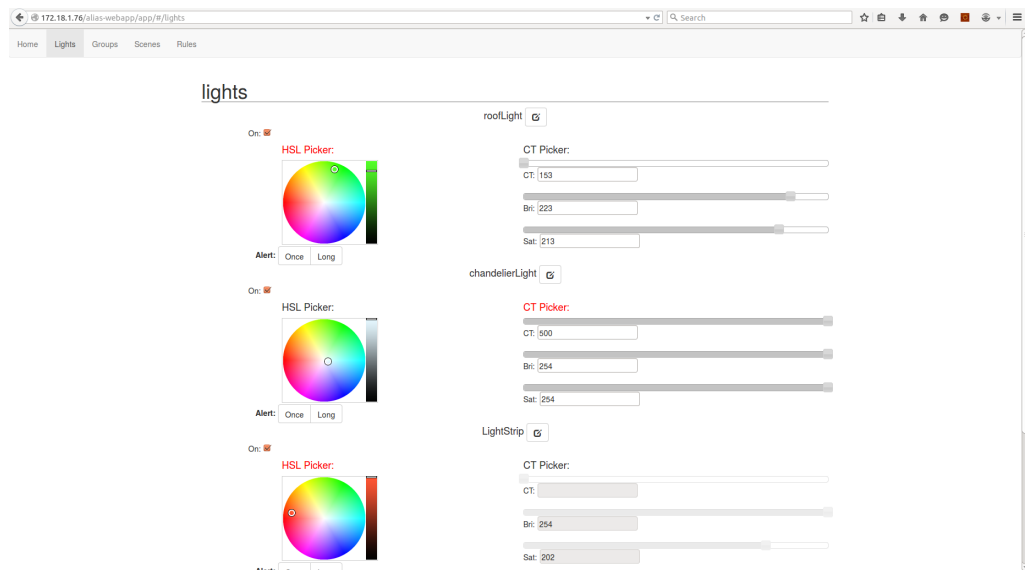 172.18.1.76/alias-webapp/app/#/lights
Search
Home Lights Groups Scenes Rules
lights
roofLight
On:
HSL Picker: CT Picker:
CT: 153
Bri: 223
Sat: 213
Alert: Once Long
chandelierLight
On:
HSL Picker: CT Picker:
CT: 500
Bri: 254
Sat: 254
Alert: Once Long
LightStrip
On:
HSL Picker: CT Picker:
CT:
Bri: 254
Sat: 202
Alert: